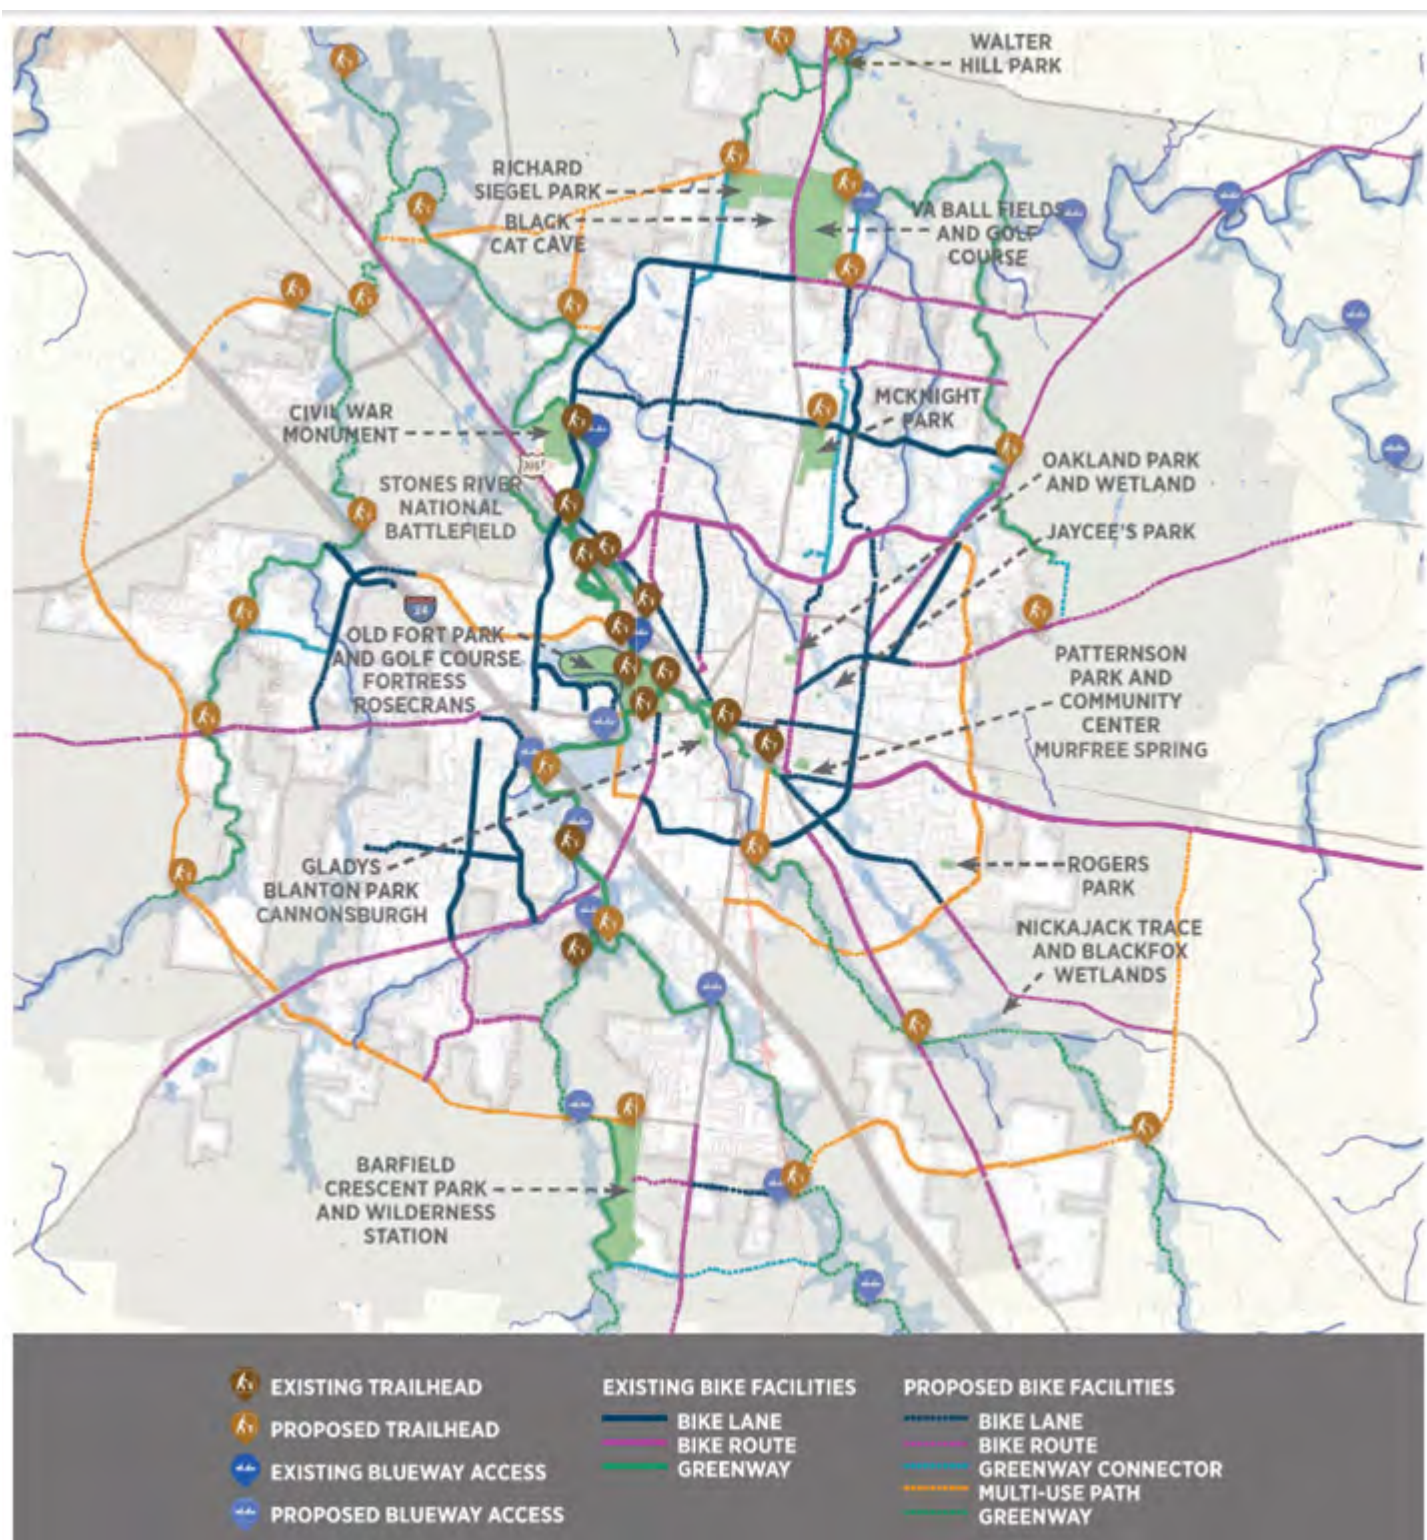 WALTER
HILL PARK
RICHARD
SIEGEL PARK
BLACK
CAT CAVE
VA BALL FIELDS
AND GOLF
COURSE
CIVIL WAR
MONUMENT
MCKNIGHT
PARK
STONES RIVER
NATIONAL
BATTLEFIELD
OAKLAND PARK
AND WETLAND
JAYCEE'S PARK
24
OLD FORT PARK
AND GOLF COURSE
FORTRESS
ROSECRANS
PATTERNSON
PARK AND
COMMUNITY
CENTER
MURFREE SPRING
GLADYS
BLANTON PARK
CANNONSBURGH
ROGERS
PARK
NICKAJACK TRACE
AND BLACKFOX
WETLANDS
BARFIELD
CRESCENT PARK
AND WILDERNESS
STATION
EXISTING TRAILHEAD
PROPOSED TRAILHEAD
EXISTING BLUEWAY ACCESS
PROPOSED BLUEWAY ACCESS
EXISTING BIKE FACILITIES
BIKE LANE
BIKE ROUTE
GREENWAY
PROPOSED BIKE FACILITIES
BIKE LANE
BIKE ROUTE
GREENWAY CONNECTOR
MULTI-USE PATH
GREENWAY